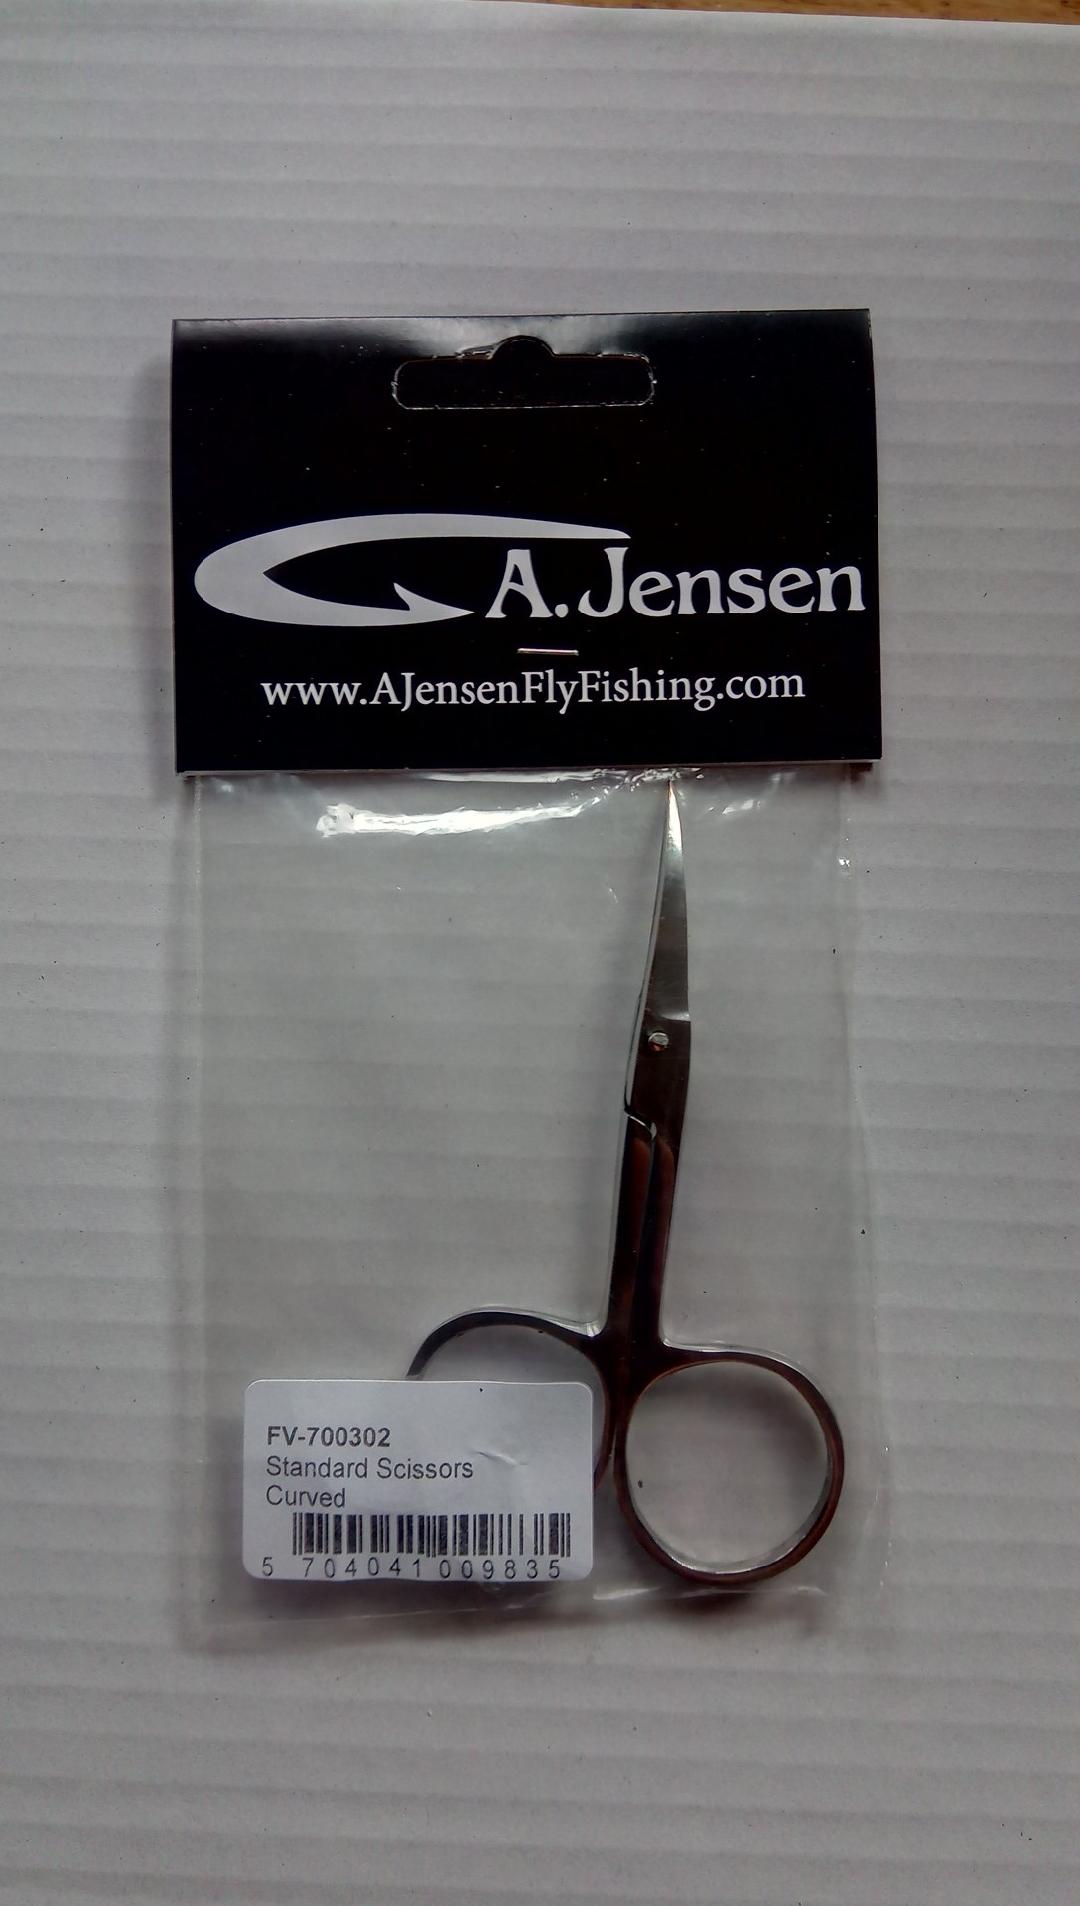 A. Jensen
www.AJensenFlyFishing.com
FV-700302
Standard Scissors
Curved
5 704041 009835